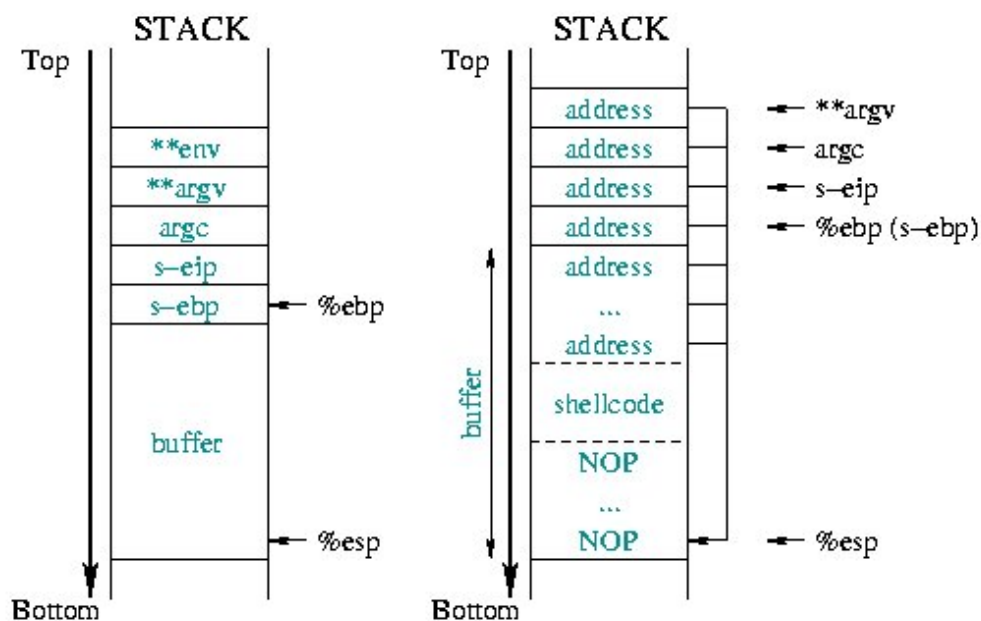 STACK
Top
**env
**argv
argc
s-eip
s-ebp
%ebp
buffer
%esp
Bottom
STACK
Top
address
**argv
address
argc
address
s-eip
address
%ebp (s-ebp)
address
...
address
buffer
shellcode
NOP
...
NOP
%esp
Bottom